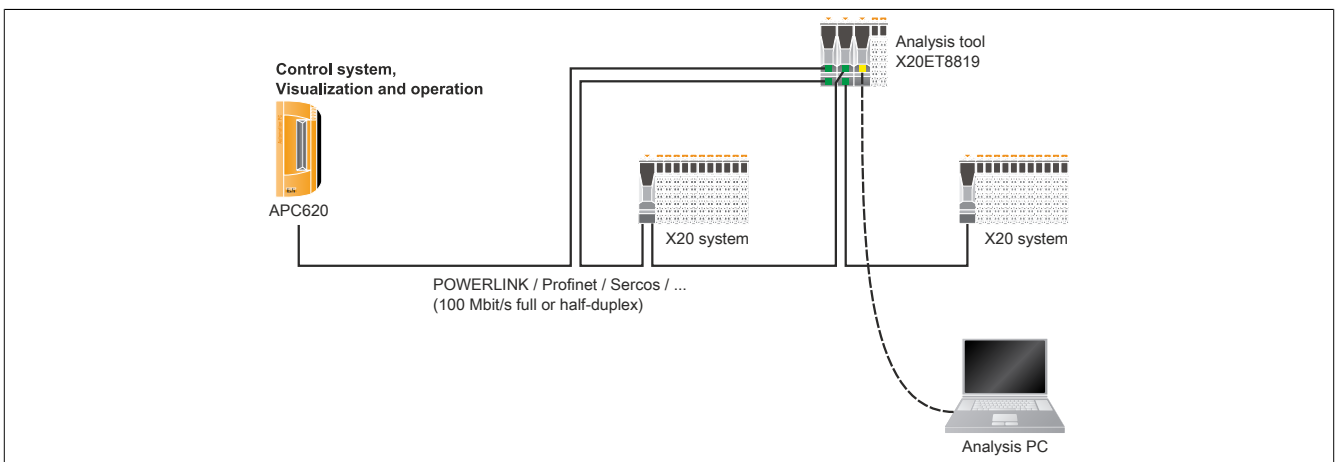 Analysis tool
X20ET8819
Control system,
Visualization and operation
APC620
X20 system
X20 system
POWERLINK / Profinet / Sercos / ...
(100 Mbit/s full or half-duplex)
Analysis PC